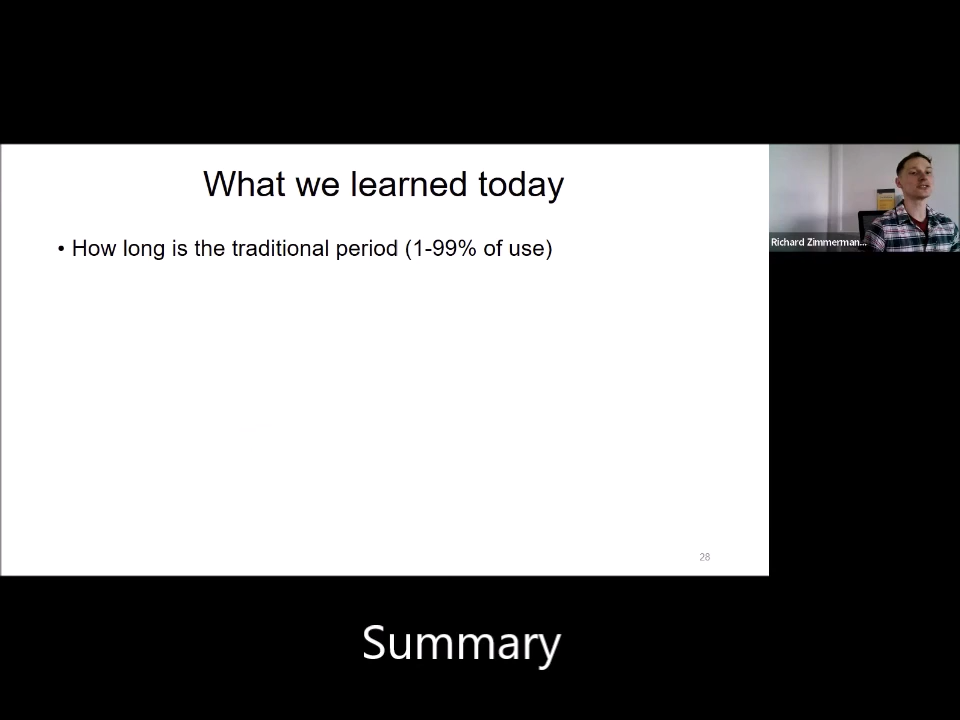 What we learned today
• How long is the traditional period (1-99% of use)
Richard Zimmerman...
28
Summary